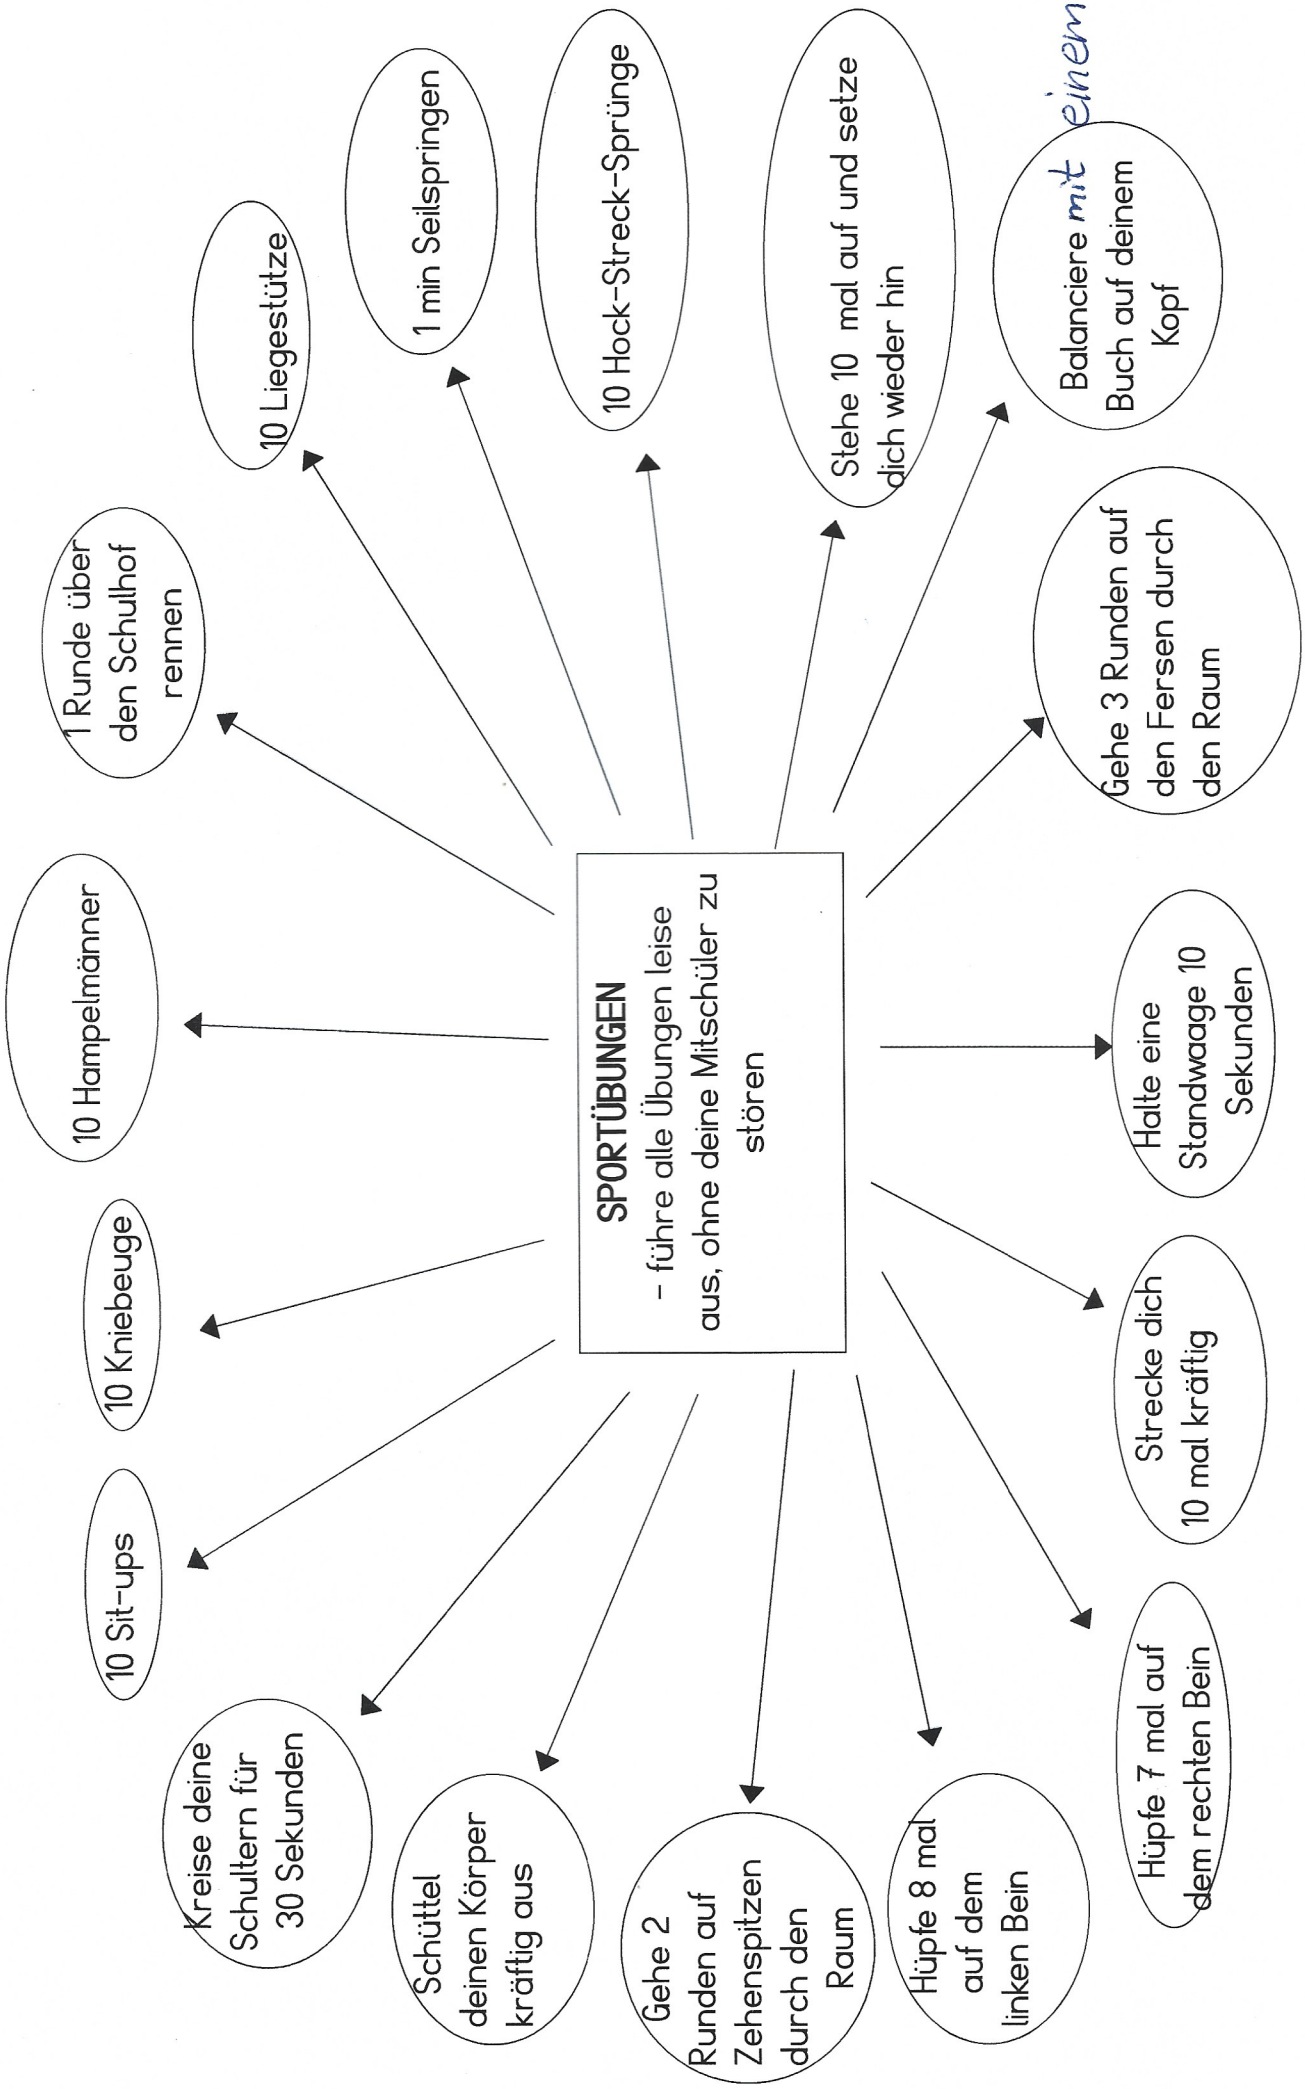 SPORTÜBUNGEN
- führe alle Übungen leise
aus, ohne deine Mitschüler zu
stören
10 Sit-ups
10 Kniebeuge
10 Hampelmänner
1 Runde über
den Schulhof
rennen
10 Liegestütze
1 min Seilspringen
10 Hock-Streck-Sprünge
Stehe 10 mal auf und setze
dich wieder hin
Balanciere mit einem
Buch auf deinem
Kopf
Gehe 3 Runden auf
den Fersen durch
den Raum
Halte eine
Standwaage 10
Sekunden
Strecke dich
10 mal kräftig
Hüpfe 7 mal auf
dem rechten Bein
Hüpfe 8 mal
auf dem
linken Bein
Gehe 2
Runden auf
Zehenspitzen
durch den
Raum
Schüttel
deinen Körper
kräftig aus
Kreise deine
Schultern für
30 Sekunden